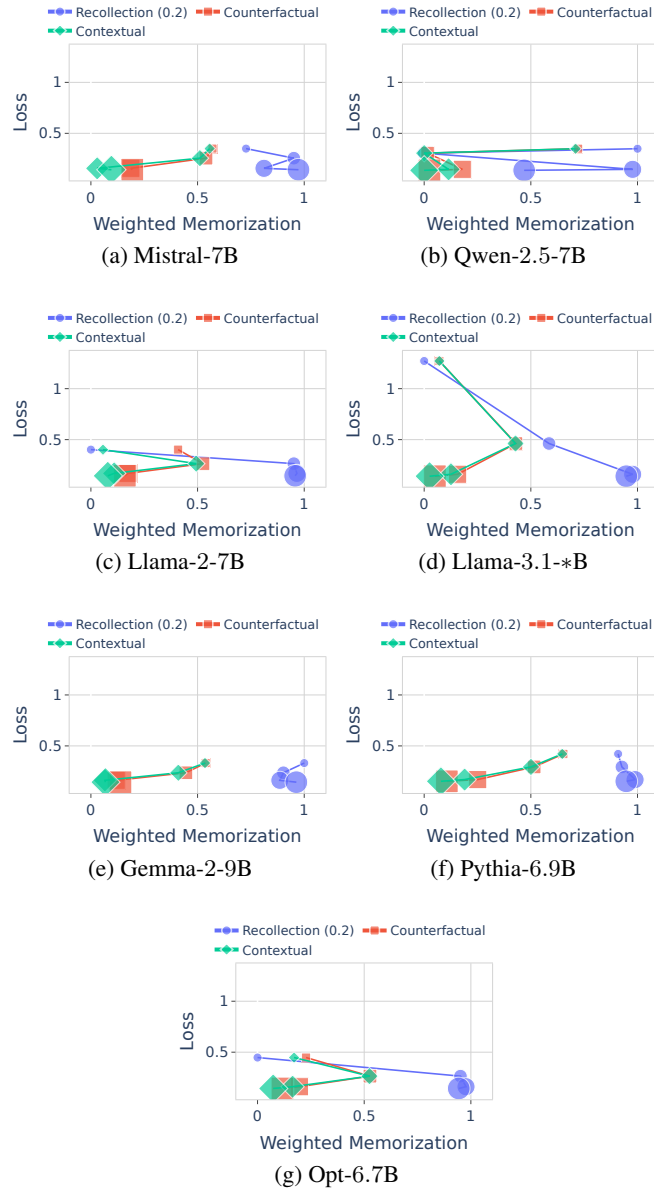 Recollection (0.2) Counterfactual Recollection (0.2) Counterfactual
Contextual Contextual
1 1
Loss Loss
0.5 0.5
0 0.5 1 0 0.5 1
Weighted Memorization Weighted Memorization
(a) Mistral-7B (b) Qwen-2.5-7B
Recollection (0.2) Counterfactual Recollection (0.2) Counterfactual
Contextual Contextual
1 1
Loss Loss
0.5 0.5
0 0.5 1 0 0.5 1
Weighted Memorization Weighted Memorization
(c) Llama-2-7B (d) Llama-3.1-∗B
Recollection (0.2) Counterfactual Recollection (0.2) Counterfactual
Contextual Contextual
1 1
Loss Loss
0.5 0.5
0 0.5 1 0 0.5 1
Weighted Memorization Weighted Memorization
(e) Gemma-2-9B (f) Pythia-6.9B
Recollection (0.2) Counterfactual
Contextual
1
Loss
0.5
0 0.5 1
Weighted Memorization
(g) Opt-6.7B